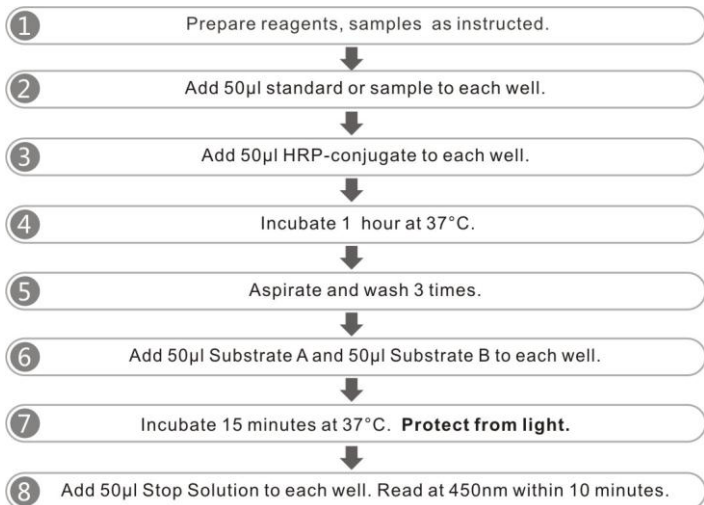 1 Prepare reagents, samples as instructed.
2 Add 50µl standard or sample to each well.
3 Add 50µl HRP-conjugate to each well.
4 Incubate 1 hour at 37°C.
5 Aspirate and wash 3 times.
6 Add 50µl Substrate A and 50µl Substrate B to each well.
7 Incubate 15 minutes at 37°C. Protect from light.
8 Add 50µl Stop Solution to each well. Read at 450nm within 10 minutes.